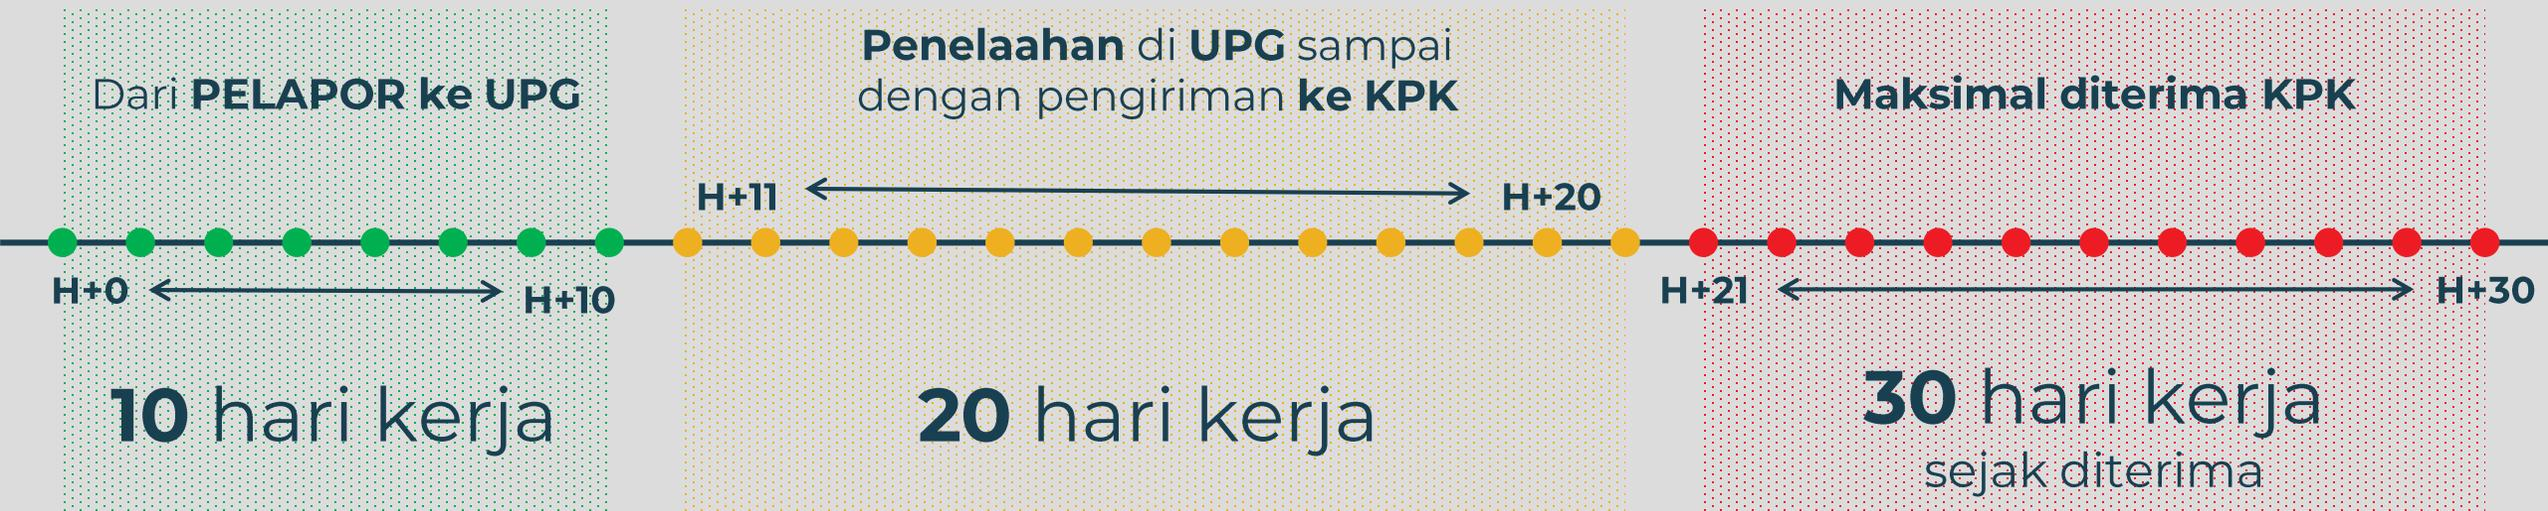 Dari PELAPOR ke UPG
H+0
H+10
10 hari kerja
Penelaahan di UPG sampai
dengan pengiriman ke KPK
H+11
H+20
20 hari kerja
Maksimal diterima KPK
H+21
H+30
30 hari kerja
sejak diterima